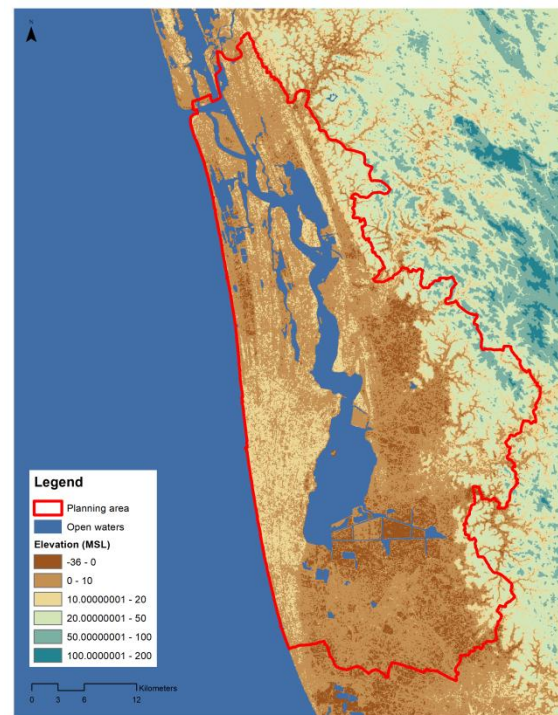 N
Legend
Planning area
Open waters
Elevation (MSL)
-36 - 0
0 - 10
10.00000001 - 20
20.00000001 - 50
50.00000001 - 100
100.0000001 - 200
0 3 6 12 Kilometers